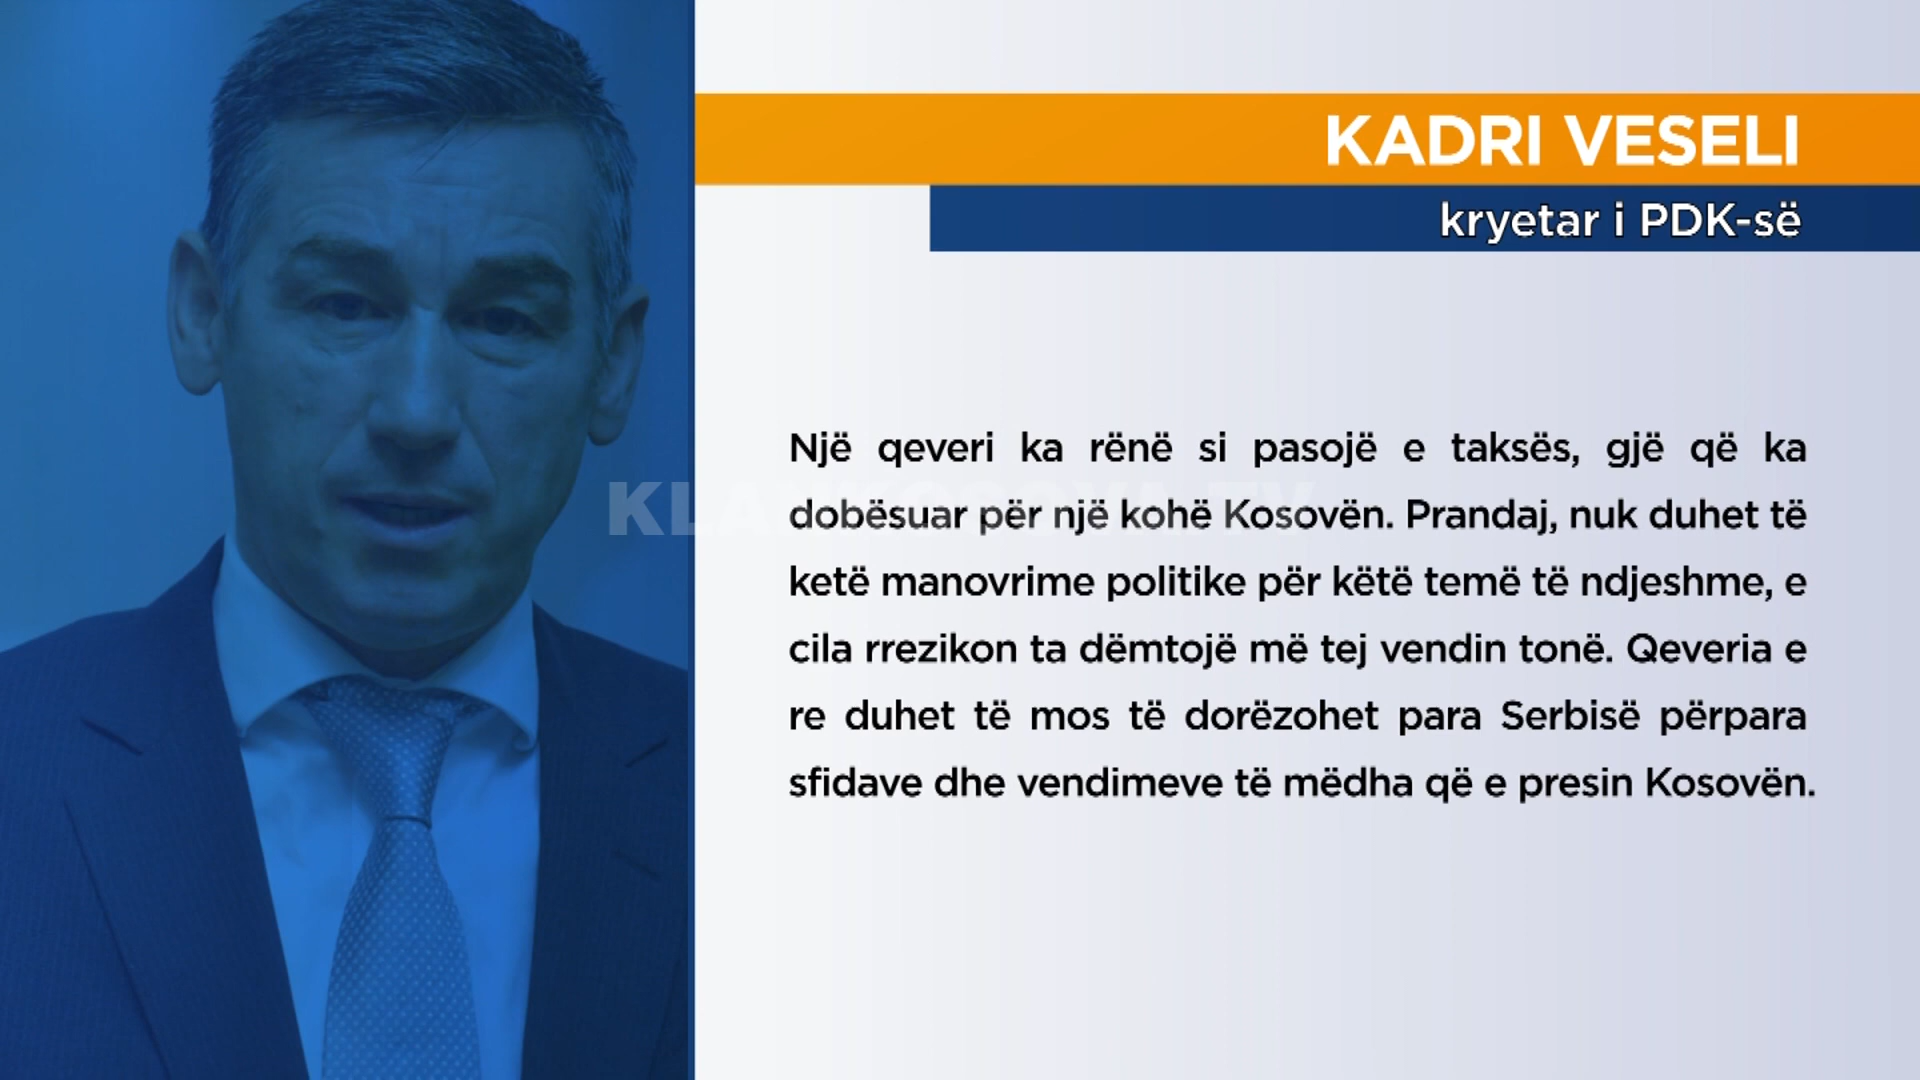 KADRI VESELI
kryetar i PDK-së
Një qeveri ka rënë si pasojë e taksës, gjë që ka
dobësuar për një kohë Kosovën. Prandaj, nuk duhet të
ketë manovrime politike për këtë temë të ndjeshme, e
cila rrezikon ta dëmtojë më tej vendin tonë. Qeveria e
re duhet të mos të dorëzohet para Serbisë përpara
sfidave dhe vendimeve të mëdha që e presin Kosovën.
KLANKOSOVA.TV